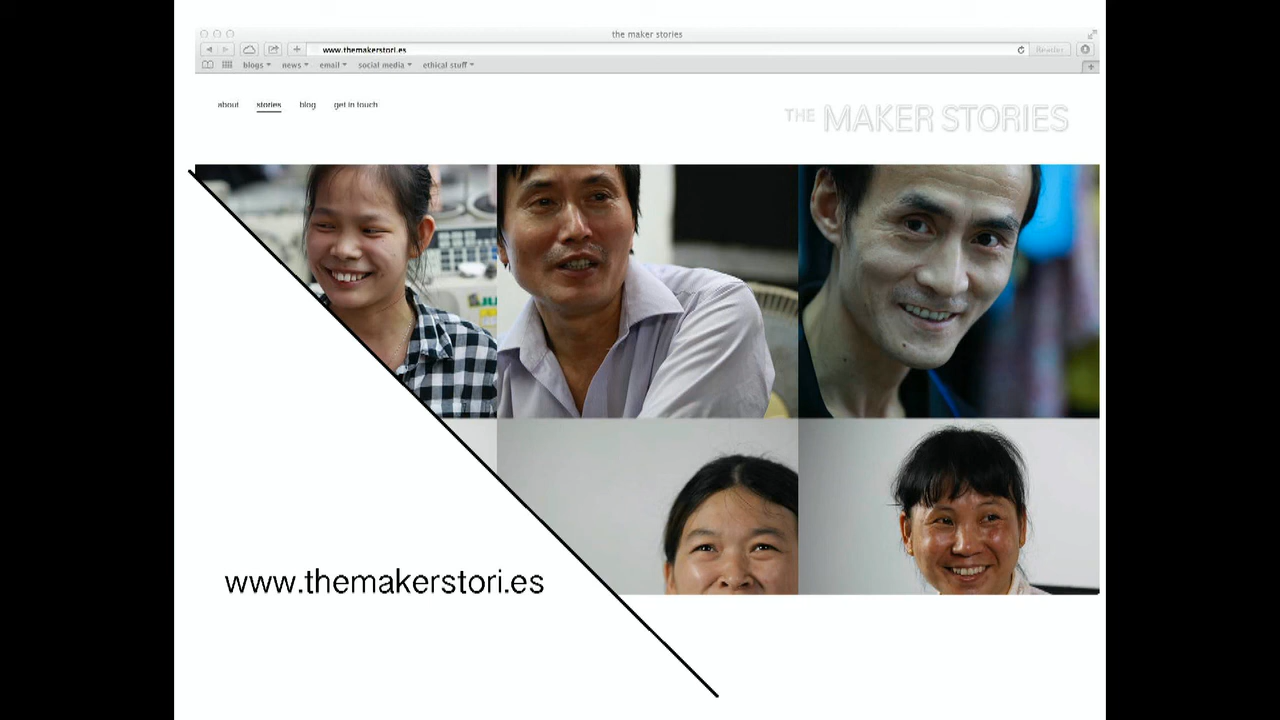 the maker stories
www.themakerstori.es
Reader
blogs news email social media ethical stuff
about stories blog get in touch
THE MAKER STORIES
www.themakerstori.es